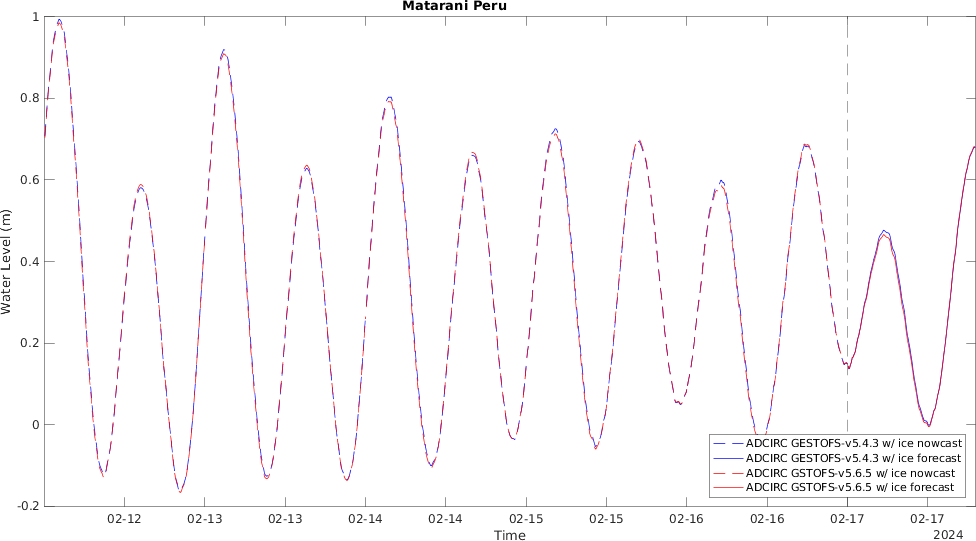 Matarani Peru
1
0.8
0.6
0.4
0.2
0
-0.2
Water Level (m)
ADCIRC GESTOFS-v5.4.3 w/ ice nowcast
ADCIRC GESTOFS-v5.4.3 w/ ice forecast
ADCIRC GSTOFS-v5.6.5 w/ ice nowcast
ADCIRC GSTOFS-v5.6.5 w/ ice forecast
02-12 02-13 02-13 02-14 02-14 02-15 02-15 02-16 02-16 02-17 02-17
Time
2024